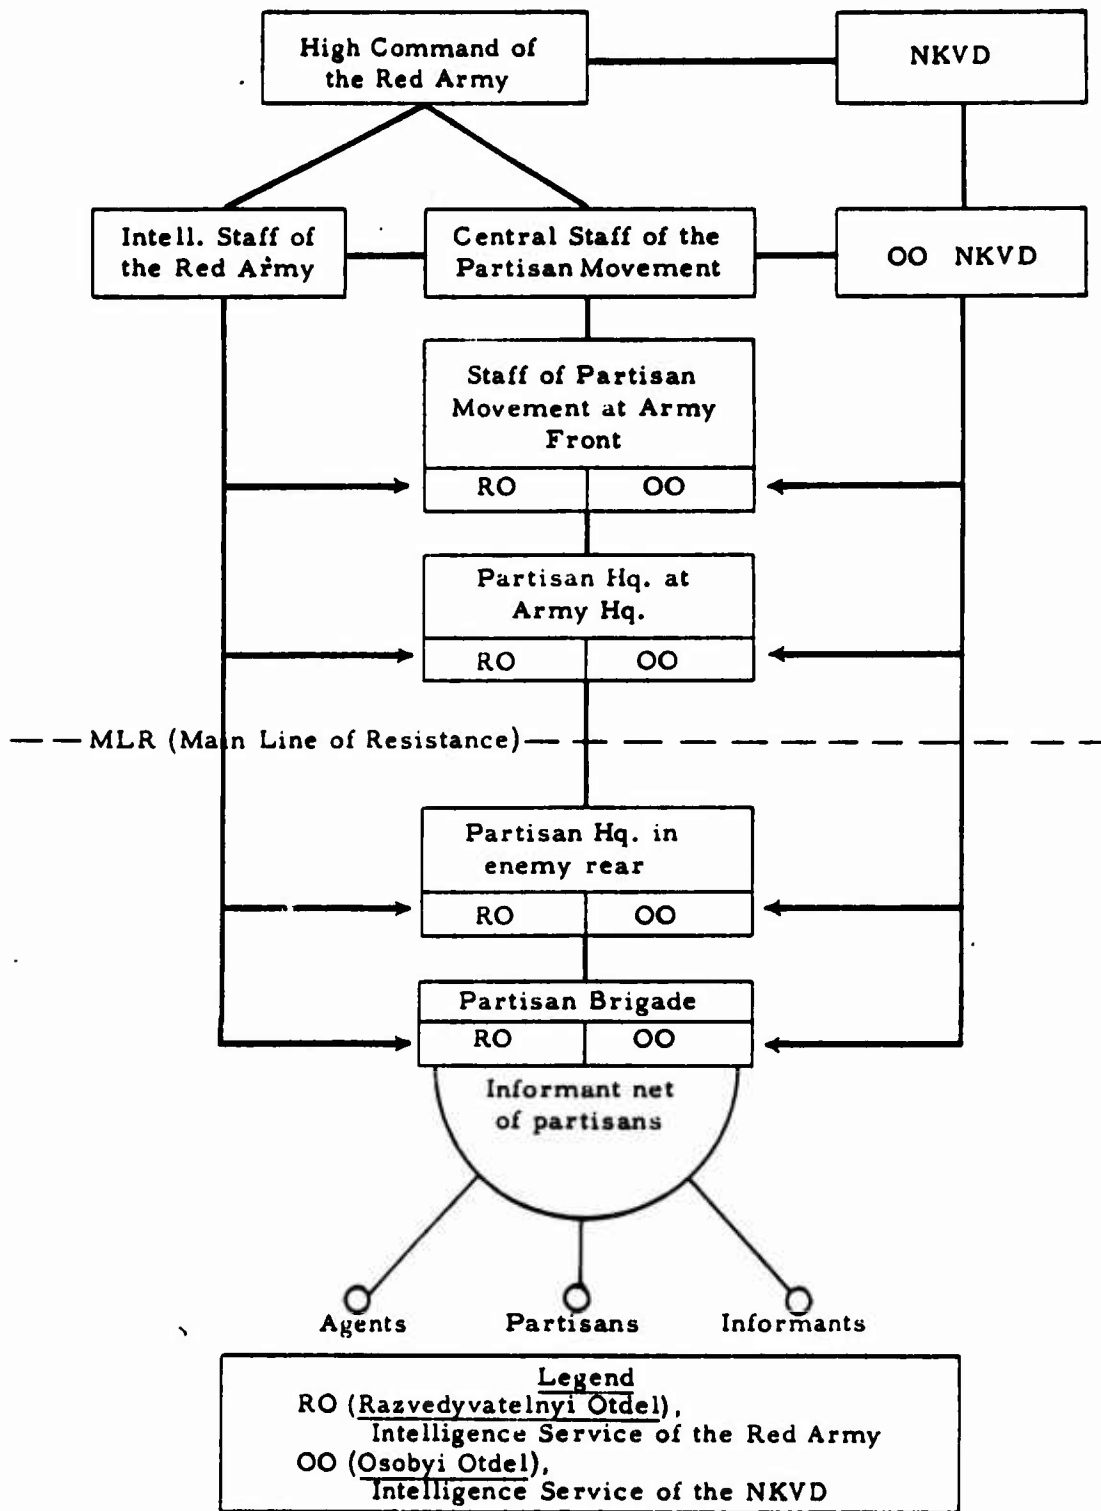 High Command of
the Red Army
NKVD
Intell. Staff of
the Red Army
Central Staff of the
Partisan Movement
OO NKVD
Staff of Partisan
Movement at Army
Front
RO
OO
Partisan Hq. at
Army Hq.
RO
OO
MLR (Main Line of Resistance)
Partisan Hq. in
enemy rear
RO
OO
Partisan Brigade
RO
OO
Informant net
of partisans
Agents
Partisans
Informants
Legend
RO (Razvedyvatelnyi Otdel),
Intelligence Service of the Red Army
OO (Osobyi Otdel),
Intelligence Service of the NKVD